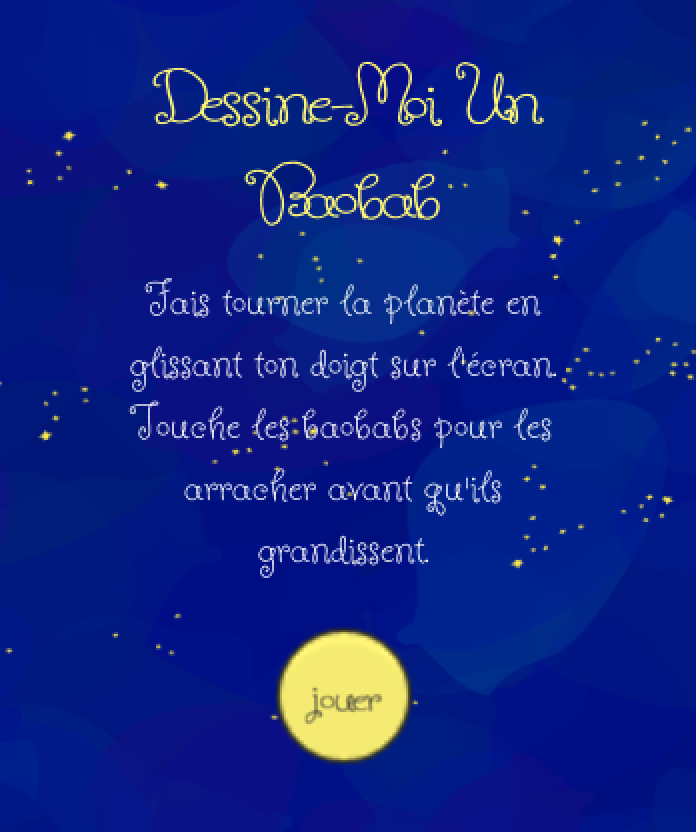 Dessine-Moi Un
Baobab
Fais tourner la planète en
glissant ton doigt sur l'écran.
Touche les baobabs pour les
arracher avant qu'ils
grandissent.
jouer